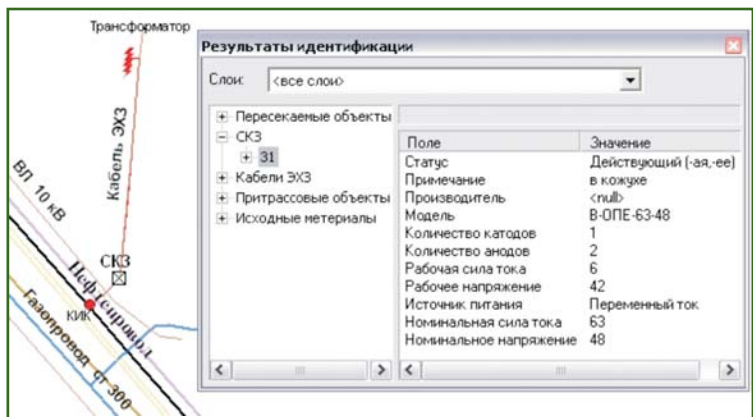 Трансформатор
Кабель ЭХЗ
ВЛ 10 кВ
СКЗ
КИК
Нефтепровод
Газопровод ст 300
Результаты идентификации
Слои: <все слои>
Пересекаемые объекты
СКЗ
31
Кабели ЭХЗ
Притрассовые объекты
Исходные метериалы
Поле Значение
Статус Действующий (-ая,-ее)
Примечание в кожухе
Производитель <null>
Модель В-ОПЕ-63-48
Количество катодов 1
Количество анодов 2
Рабочая сила тока 6
Рабочее напряжение 42
Источник питания Переменный ток
Номинальная сила тока 63
Номинальное напряжение 48